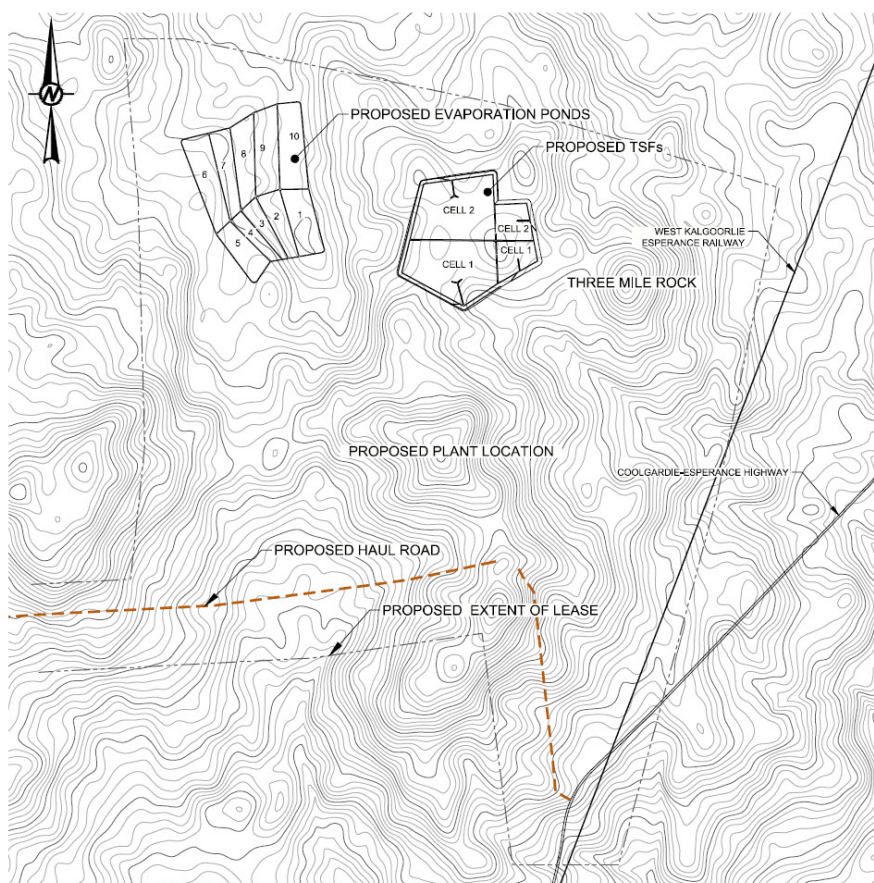 N
PROPOSED EVAPORATION PONDS
10
9
8
7
6
PROPOSED TSFs
CELL 2
1
2
3
4
5
CELL 2
WEST KALGOORLIE
ESPERANCE RAILWAY
CELL 1
CELL 1
THREE MILE ROCK
PROPOSED PLANT LOCATION
COOLGARDIE-ESPERANCE HIGHWAY
PROPOSED HAUL ROAD
PROPOSED EXTENT OF LEASE